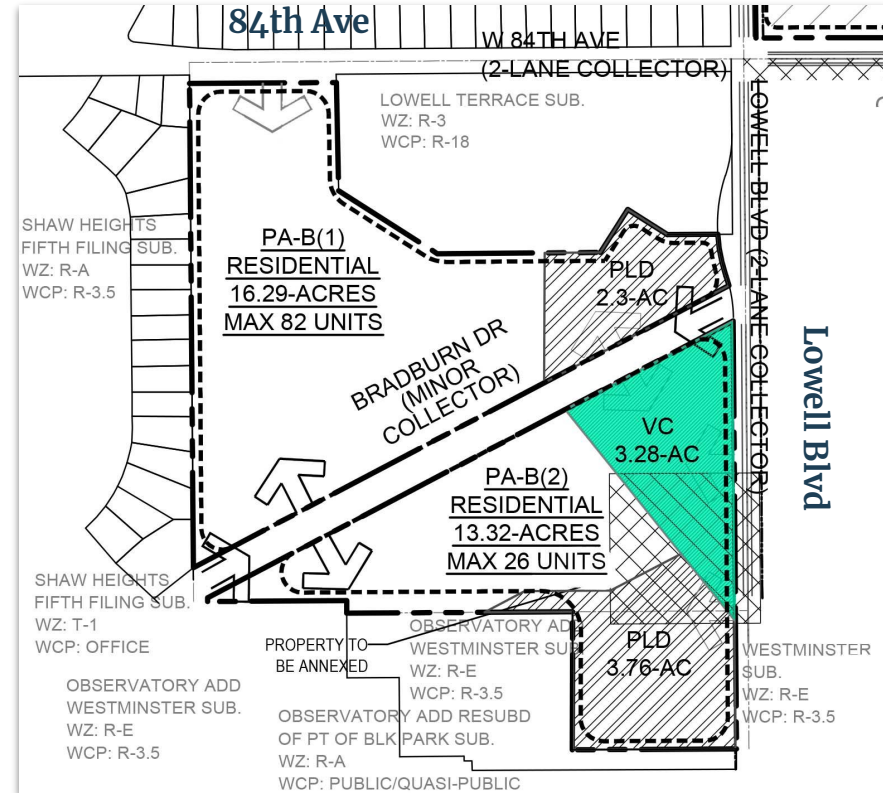 84th Ave
W 84TH AVE
(2-LANE COLLECTOR)
LOWELL TERRACE SUB.
WZ: R-3
WCP: R-18
LOWELL BLVD (2-LANE COLLECTOR)
SHAW HEIGHTS
FIFTH FILING SUB.
WZ: R-A
WCP: R-3.5
PA-B(1)
RESIDENTIAL
16.29-ACRES
MAX 82 UNITS
PLD
2.3-AC
BRADBURN DR
(MINOR
COLLECTOR)
Lowell Blvd
VC
3.28-AC
PA-B(2)
RESIDENTIAL
13.32-ACRES
MAX 26 UNITS
SHAW HEIGHTS
FIFTH FILING SUB.
WZ: T-1
WCP: OFFICE
PROPERTY TO
BE ANNEXED
OBSERVATORY ADD
WESTMINSTER SUB
WZ: R-E
WCP: R-3.5
PLD
3.76-AC
WESTMINSTER
SUB.
WZ: R-E
WCP: R-3.5
OBSERVATORY ADD
WESTMINSTER SUB.
WZ: R-E
WCP: R-3.5
OBSERVATORY ADD RESUBD
OF PT OF BLK PARK SUB.
WZ: R-A
WCP: PUBLIC/QUASI-PUBLIC